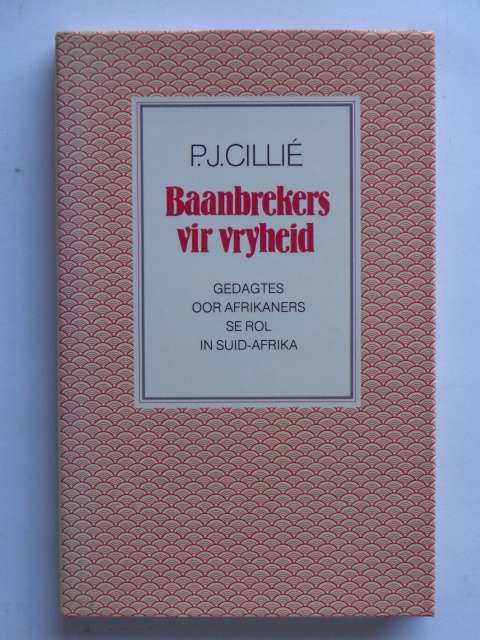 P.J. CILLIÉ
Baanbrekers
vir vryheid
GEDAGTES
OOR AFRIKANERS
SE ROL
IN SUID-AFRIKA